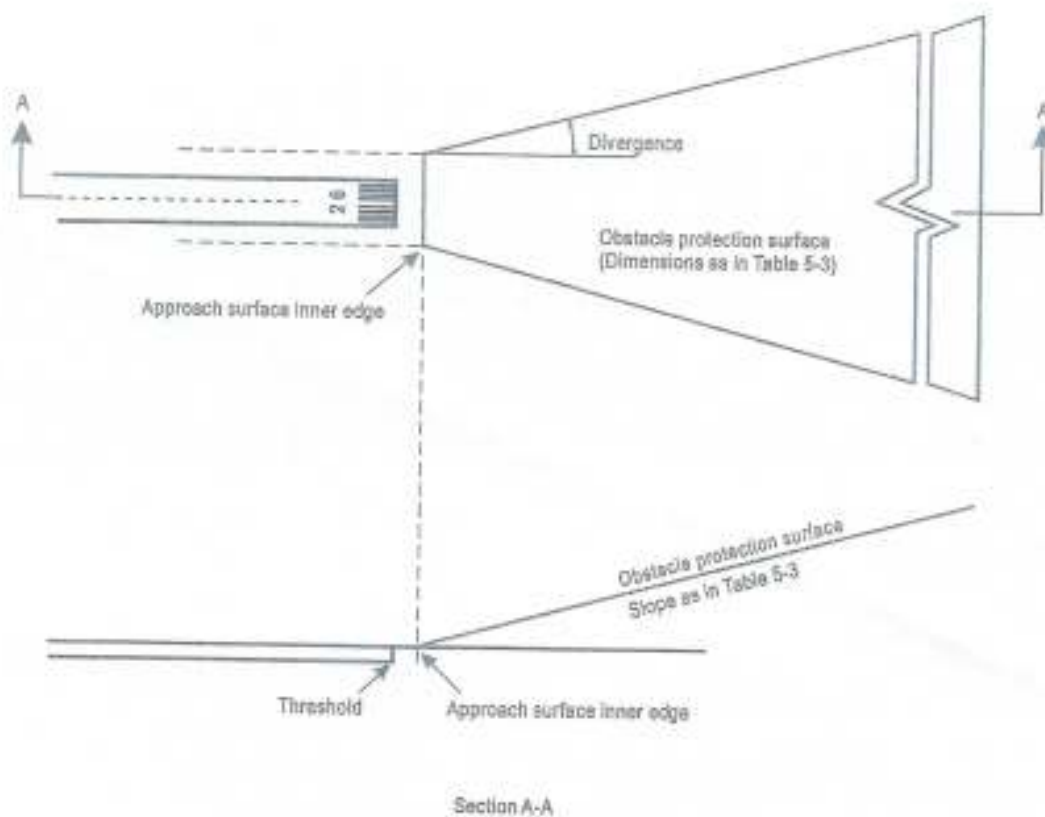 A
A
Divergence
26
Obstacle protection surface
(Dimensions as in Table 5-3)
Approach surface inner edge
Obstacle protection surface
Slope as in Table 5-3
Threshold
Approach surface inner edge
Section A-A